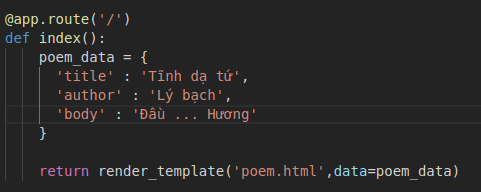 @app.route('/')
def index():
    poem_data = {
      'title' : 'Tĩnh dạ tứ',
      'author' : 'Lý bạch',
      'body' : 'Đầu ... Hương'
    }
    return render_template('poem.html',data=poem_data)